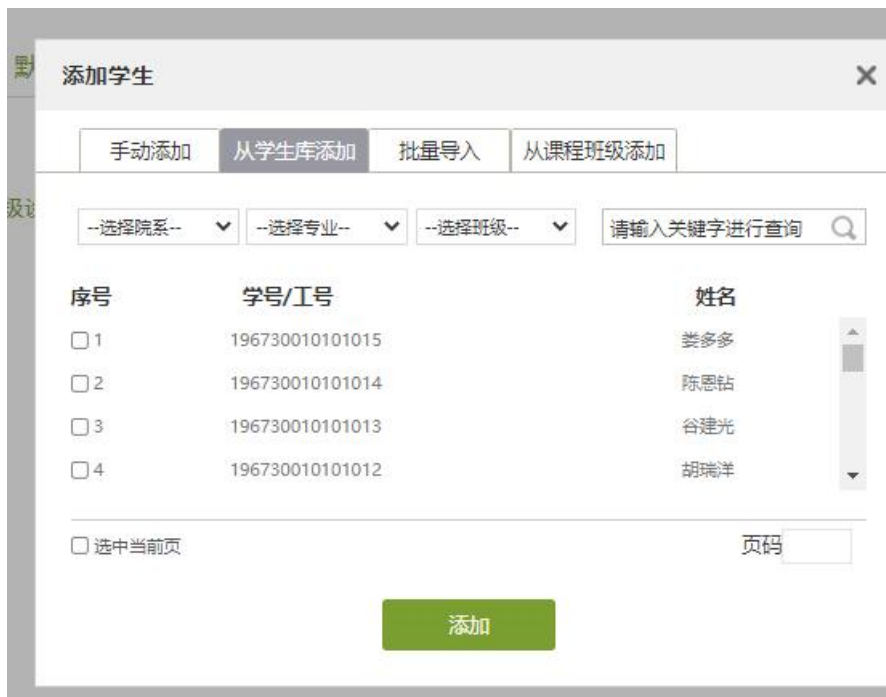 默
添加学生
手动添加 从学生库添加 批量导入 从课程班级添加
级
--选择院系-- --选择专业-- --选择班级-- 请输入关键字进行查询
序号 学号/工号 姓名
1 196730010101015 娄多多
2 196730010101014 陈恩钻
3 196730010101013 谷建光
4 196730010101012 胡瑞洋
选中当前页 页码
添加